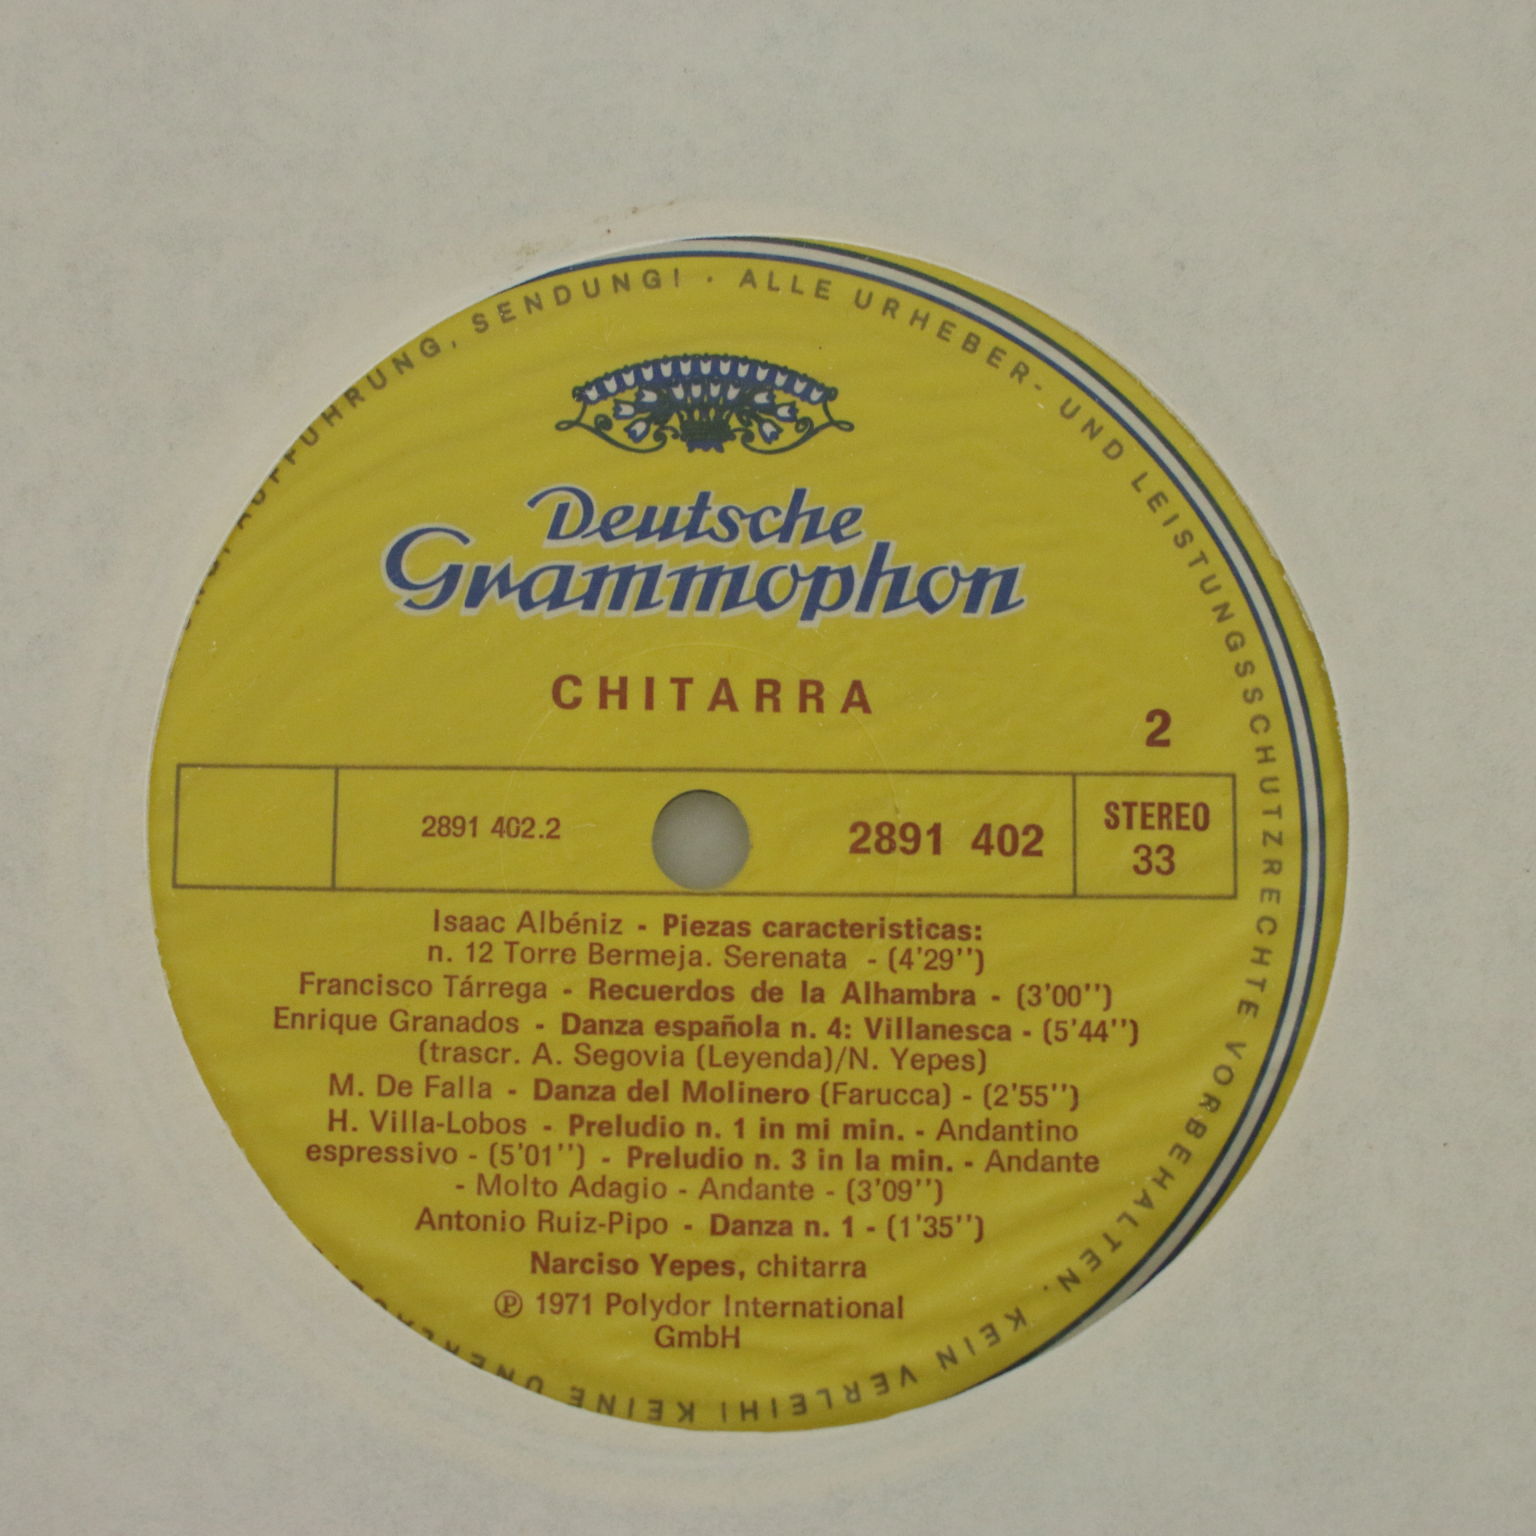 SENDUNG! · ALLE URHEBER- UND LEISTUNGSSCHUTZRECHTE VORBEHALTEN. KEIN VERLEIH! KEINE
Deutsche
Grammophon
CHITARRA
2
2891 402.2
2891 402
STEREO
33
Isaac Albéniz - Piezas caracteristicas:
n. 12 Torre Bermeja. Serenata - (4'29'')
Francisco Tárrega - Recuerdos de la Alhambra - (3'00'')
Enrique Granados - Danza española n. 4: Villanesca - (5'44'')
(trascr. A. Segovia (Leyenda)/N. Yepes)
M. De Falla - Danza del Molinero (Farucca) - (2'55'')
H. Villa-Lobos - Preludio n. 1 in mi min. - Andantino
espressivo - (5'01'') - Preludio n. 3 in la min. - Andante
- Molto Adagio - Andante - (3'09'')
Antonio Ruiz-Pipo - Danza n. 1 - (1'35'')
Narciso Yepes, chitarra
℗ 1971 Polydor International
GmbH